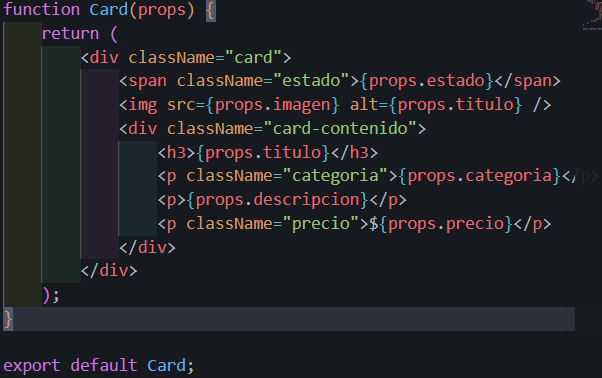 function Card(props) {
    return (
        <div className="card">
            <span className="estado">{props.estado}</span>
            <img src={props.imagen} alt={props.titulo} />
            <div className="card-contenido">
                <h3>{props.titulo}</h3>
                <p className="categoria">{props.categoria}</p>
                <p>{props.descripcion}</p>
                <p className="precio">${props.precio}</p>
            </div>
        </div>
    );
}

export default Card;